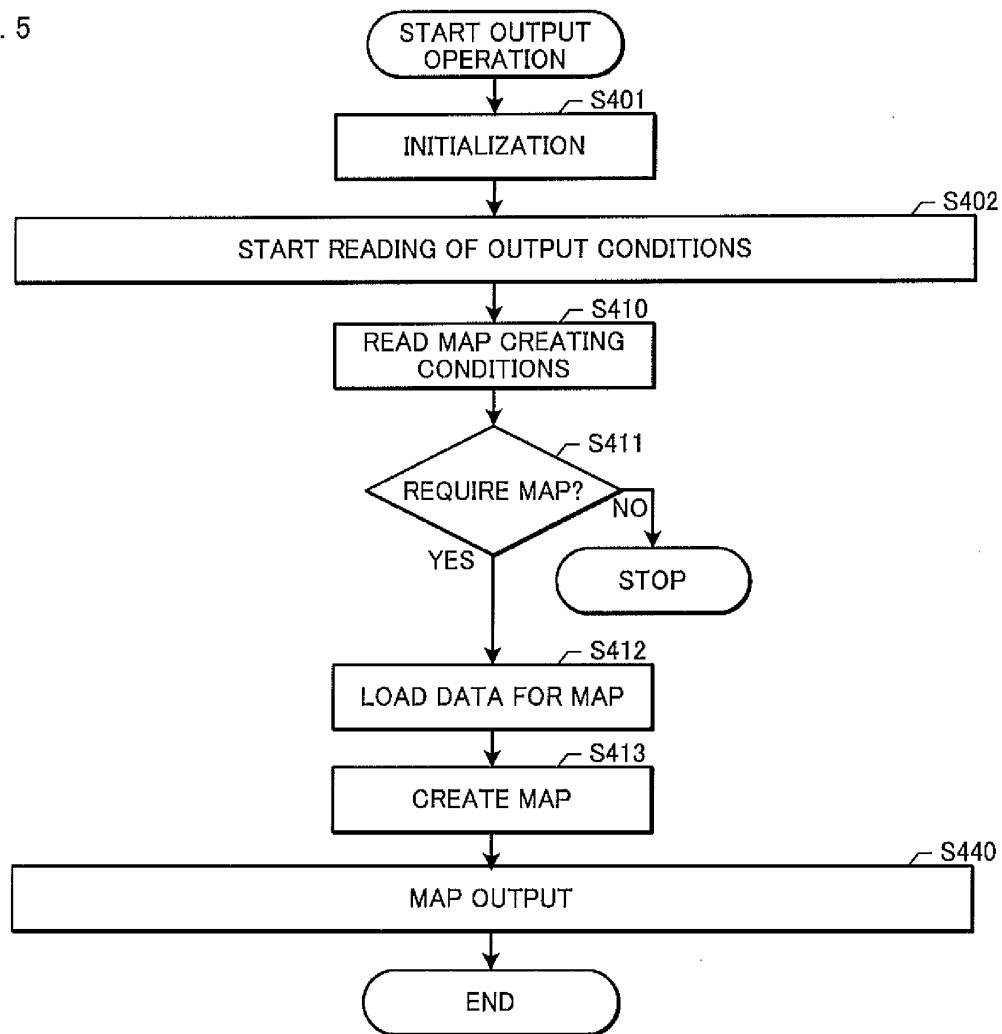 . 5
START OUTPUT
OPERATION
S401
INITIALIZATION
S402
START READING OF OUTPUT CONDITIONS
S410
READ MAP CREATING
CONDITIONS
S411
REQUIRE MAP?
NO
YES
STOP
S412
LOAD DATA FOR MAP
S413
CREATE MAP
S440
MAP OUTPUT
END